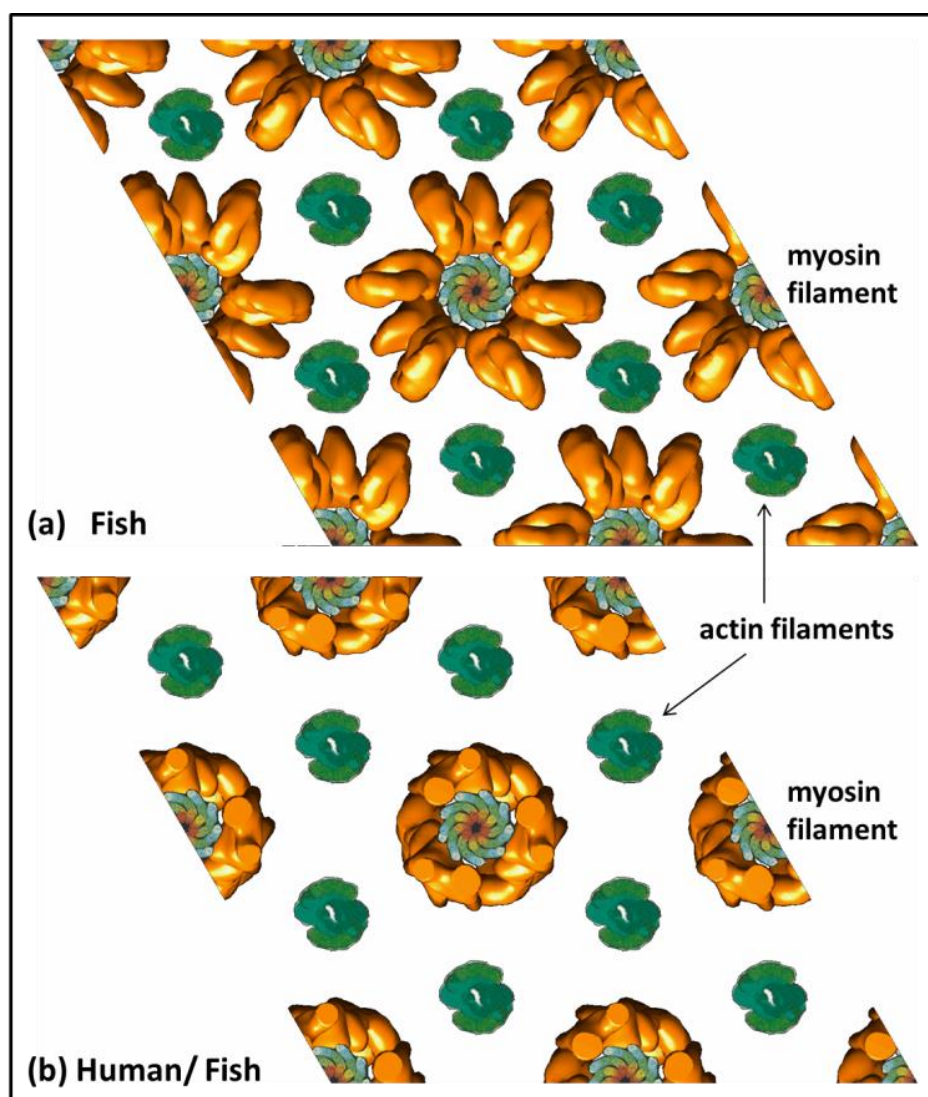 myosin
filament
(a) Fish
actin filaments
myosin
filament
(b) Human/ Fish